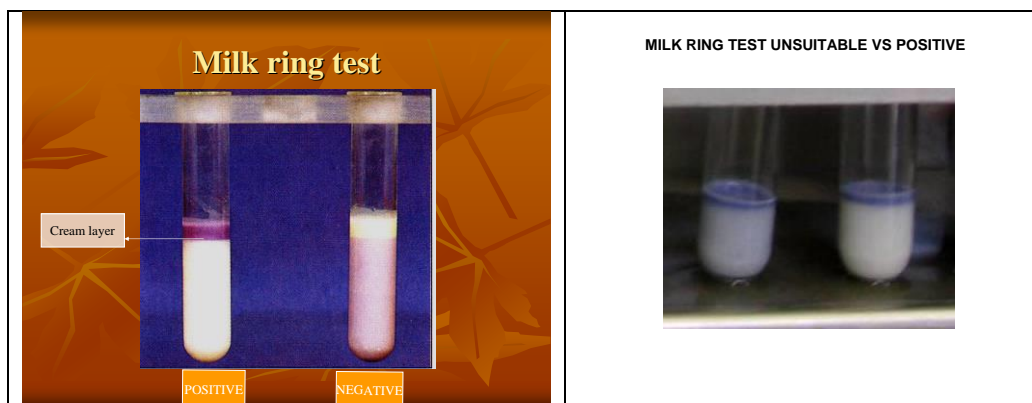 Milk ring test
Cream layer
POSITIVE
NEGATIVE
MILK RING TEST UNSUITABLE VS POSITIVE